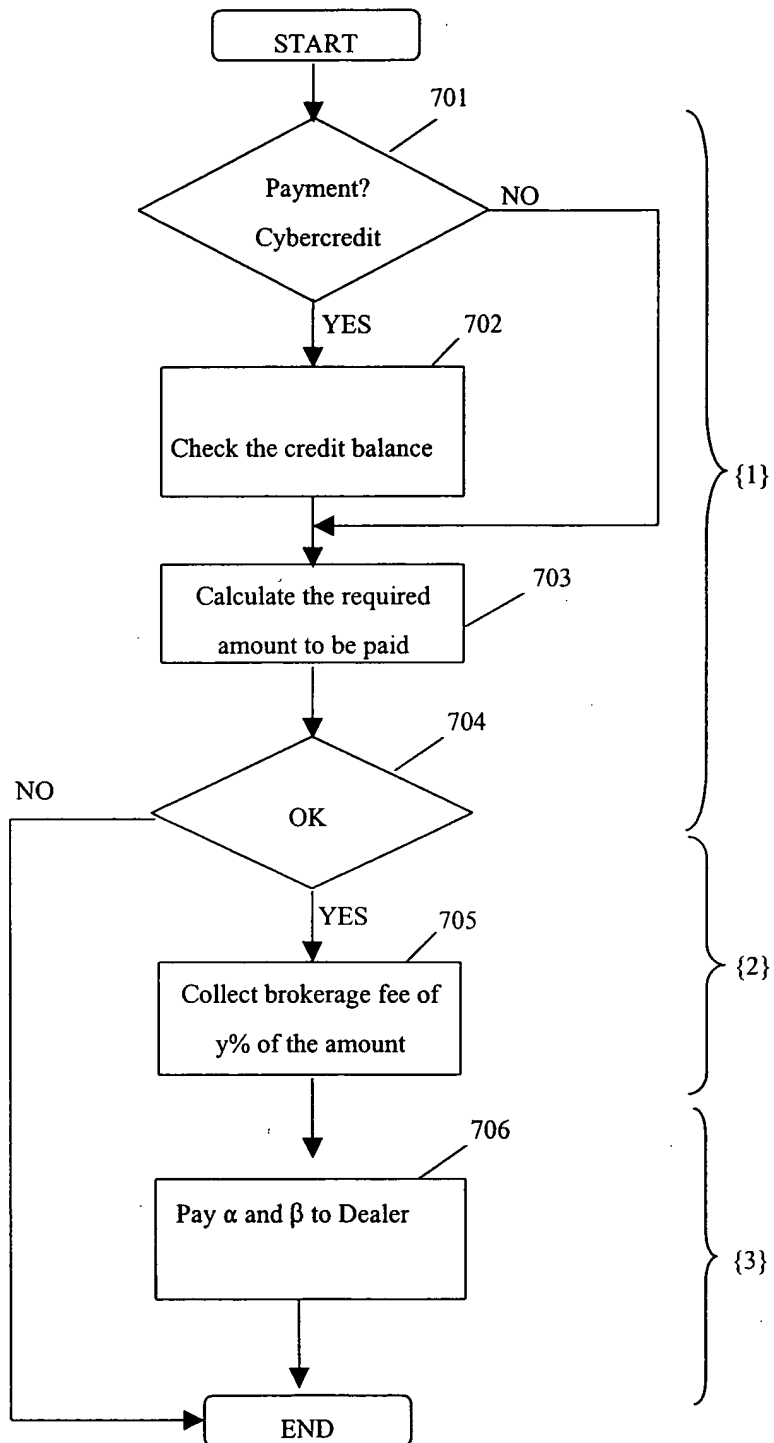 START
701
Payment?
Cybercredit
NO
YES
702
Check the credit balance
{1}
703
Calculate the required
amount to be paid
704
NO
OK
YES
705
{2}
Collect brokerage fee of
y% of the amount
706
Pay α and β to Dealer
{3}
END